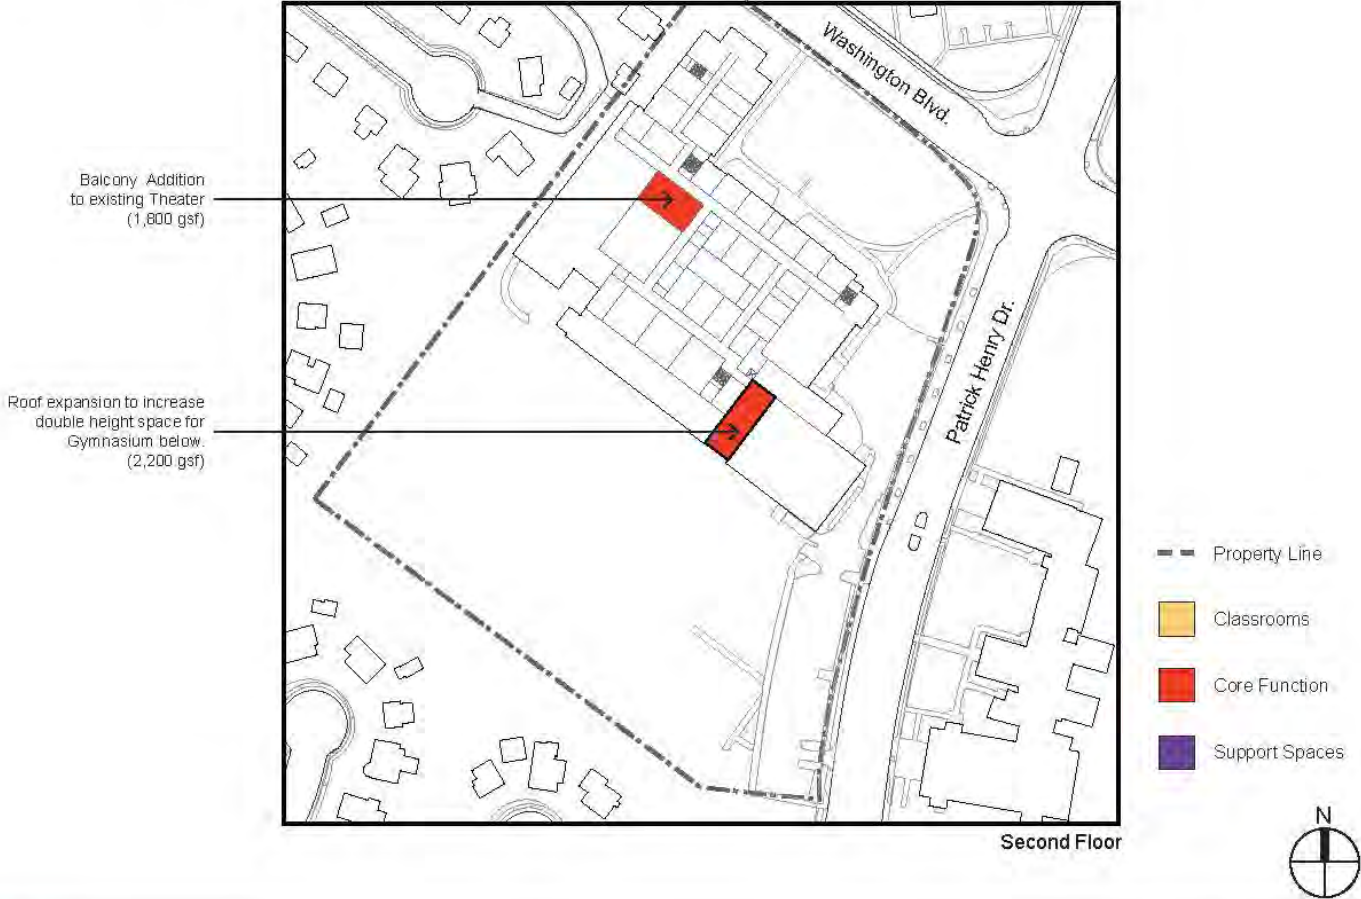 Washington Blvd.
Balcony Addition
to existing Theater
(1,800 gsf)
Patrick Henry Dr.
Roof expansion to increase
double height space for
Gymnasium below.
(2,200 gsf)
Property Line
Classrooms
Core Function
Support Spaces
N
Second Floor